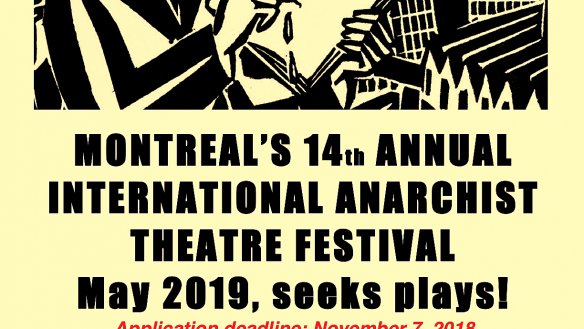 MONTREAL'S 14th ANNUAL
INTERNATIONAL ANARCHIST
THEATRE FESTIVAL
May 2019, seeks plays!
Application deadline: November 7, 2018